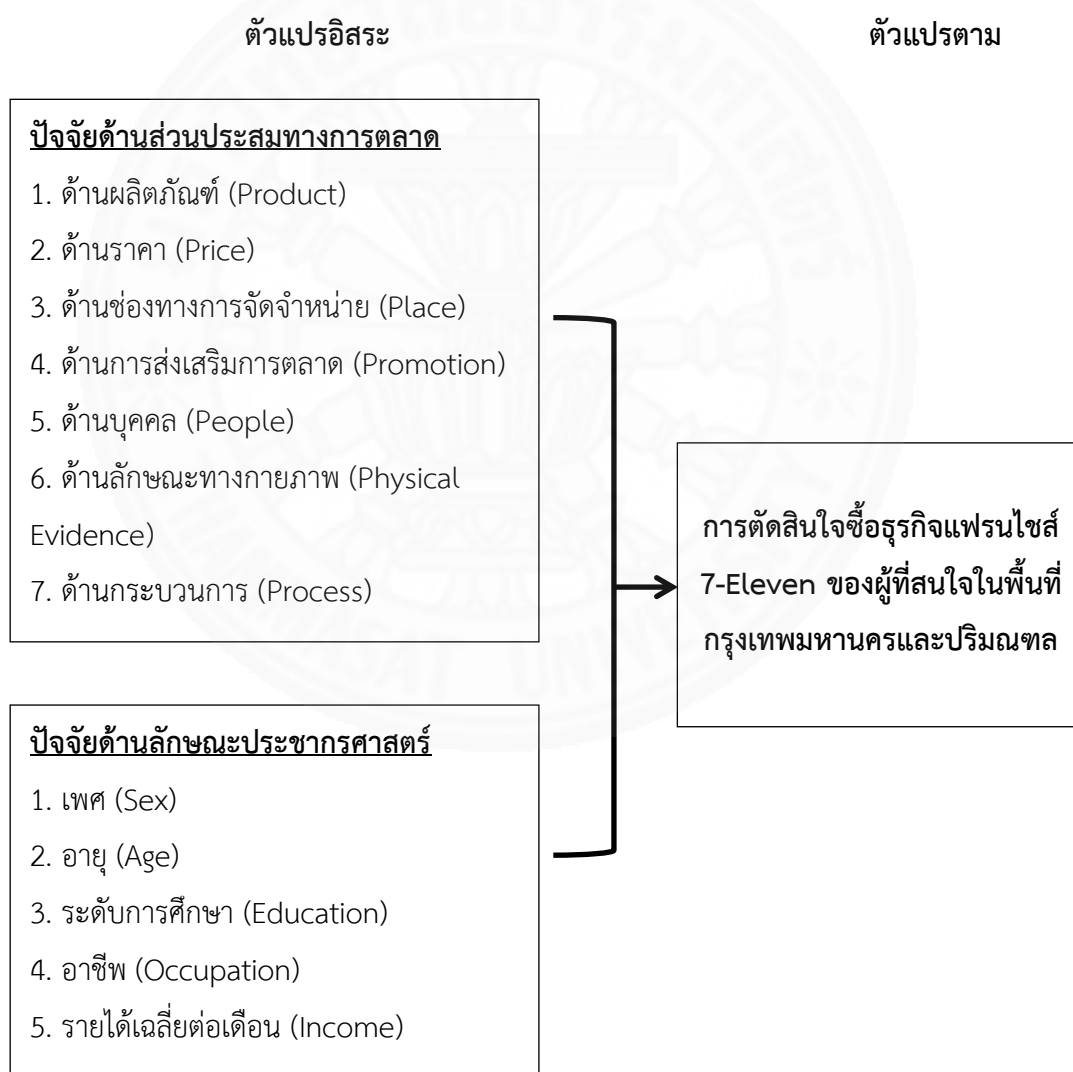 ตัวแปรอิสระ
ตัวแปรตาม
ปัจจัยด้านส่วนประสมทางการตลาด
1. ด้านผลิตภัณฑ์ (Product)
2. ด้านราคา (Price)
3. ด้านช่องทางการจัดจำหน่าย (Place)
4. ด้านการส่งเสริมการตลาด (Promotion)
5. ด้านบุคคล (People)
6. ด้านลักษณะทางกายภาพ (Physical
Evidence)
7. ด้านกระบวนการ (Process)
การตัดสินใจซื้อธุรกิจแฟรนไชส์
7-Eleven ของผู้ที่สนใจในพื้นที่
กรุงเทพมหานครและปริมณฑล
ปัจจัยด้านลักษณะประชากรศาสตร์
1. เพศ (Sex)
2. อายุ (Age)
3. ระดับการศึกษา (Education)
4. อาชีพ (Occupation)
5. รายได้เฉลี่ยต่อเดือน (Income)